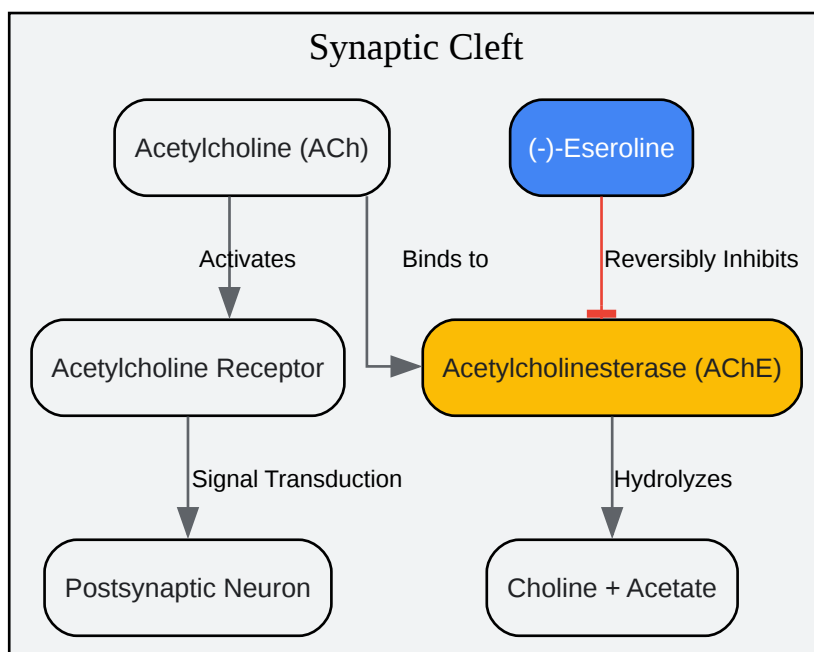 Synaptic Cleft
Acetylcholine (ACh)
(-)-Eseroline
Activates
Binds to
Reversibly Inhibits
Acetylcholine Receptor
Acetylcholinesterase (AChE)
Signal Transduction
Hydrolyzes
Postsynaptic Neuron
Choline + Acetate